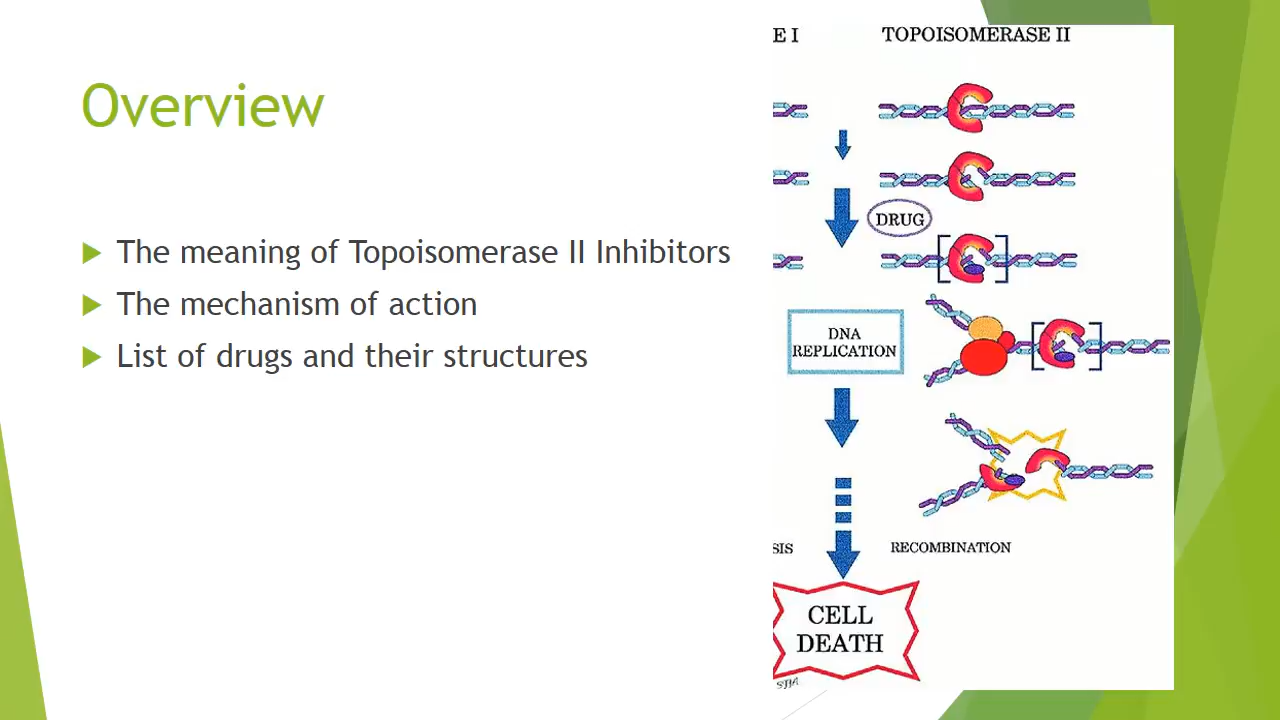 Overview
The meaning of Topoisomerase II Inhibitors
The mechanism of action
List of drugs and their structures
E I
TOPOISOMERASE II
DRUG
DNA
REPLICATION
SIS
RECOMBINATION
CELL
DEATH